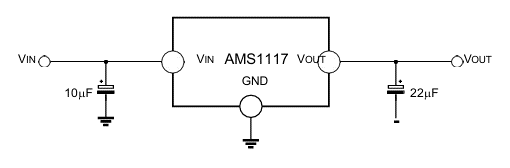 VIN
VIN AMS1117 VOUT
VOUT
GND
10µF
22µF